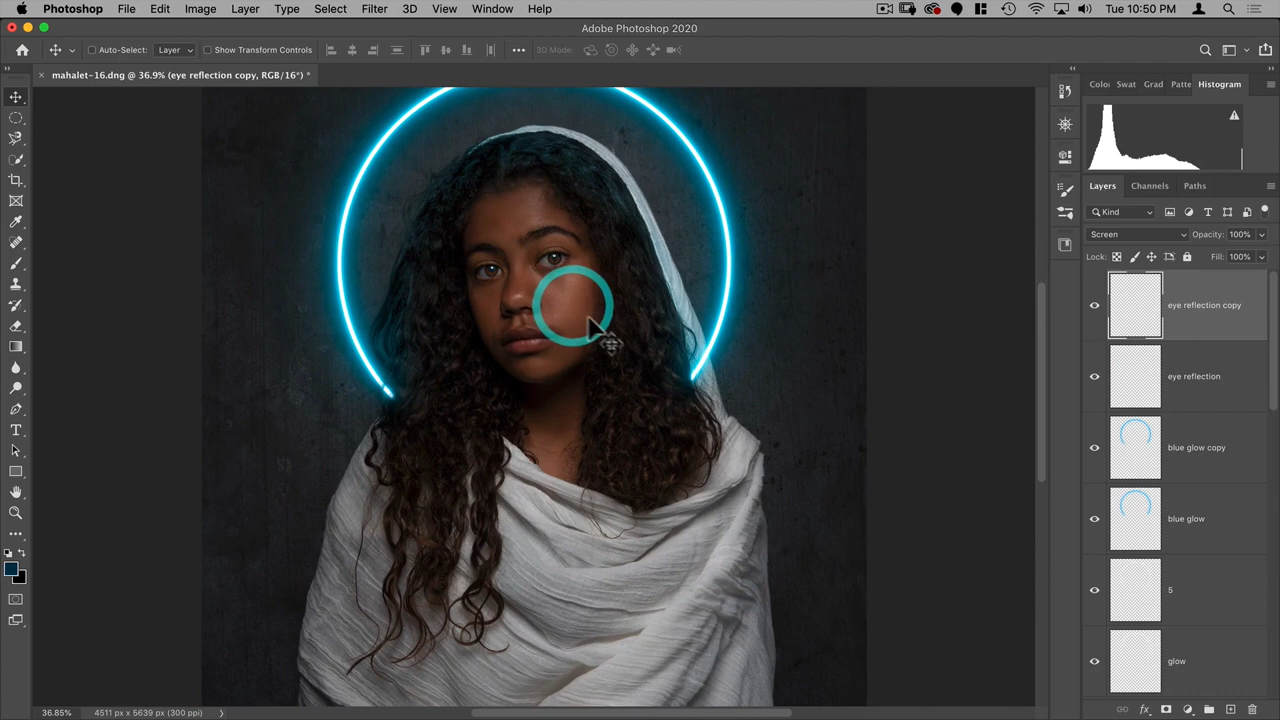 Photoshop File Edit Image Layer Type Select Filter 3D View Window Help Tue 10:50 PM
Adobe Photoshop 2020
Auto-Select: Layer Show Transform Controls 3D Mode:
mahalet-16.dng @ 36.9% (eye reflection copy, RGB/16*) *
Colo Swat Grad Patte Histogram
Layers Channels Paths
Kind
Screen Opacity: 100%
Lock: Fill: 100%
eye reflection copy
eye reflection
blue glow copy
blue glow
5
glow
36.85% 4511 px x 5639 px (300 ppi)